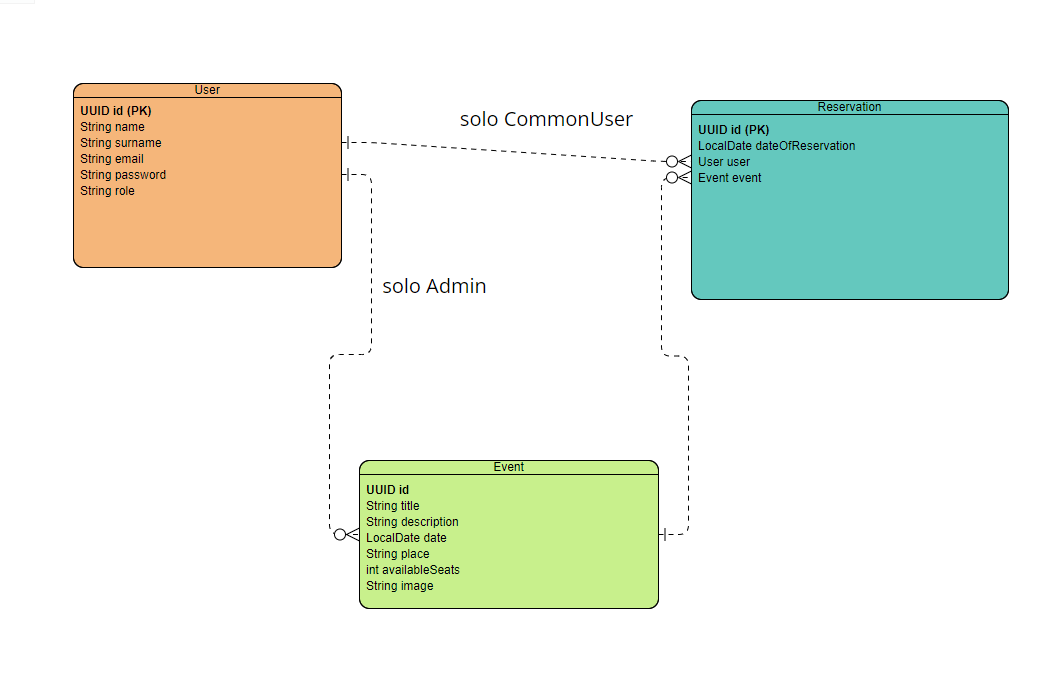 User
UUID id (PK)
String name
String surname
String email
String password
String role
solo CommonUser
Reservation
UUID id (PK)
LocalDate dateOfReservation
User user
Event event
solo Admin
Event
UUID id
String title
String description
LocalDate date
String place
int availableSeats
String image